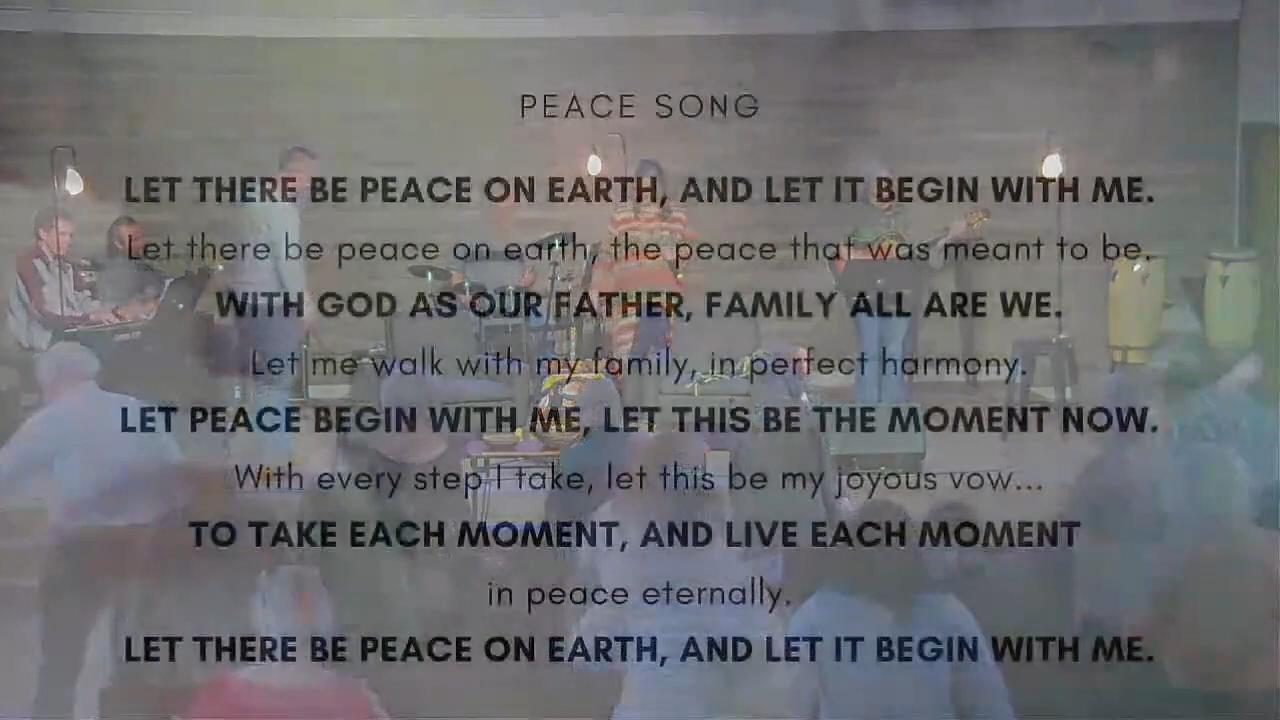 PEACE SONG
LET THERE BE PEACE ON EARTH, AND LET IT BEGIN WITH ME.
Let there be peace on earth, the peace that was meant to be.
WITH GOD AS OUR FATHER, FAMILY ALL ARE WE.
Let me walk with my family, in perfect harmony.
LET PEACE BEGIN WITH ME, LET THIS BE THE MOMENT NOW.
With every step I take, let this be my joyous vow...
TO TAKE EACH MOMENT, AND LIVE EACH MOMENT
in peace eternally.
LET THERE BE PEACE ON EARTH, AND LET IT BEGIN WITH ME.